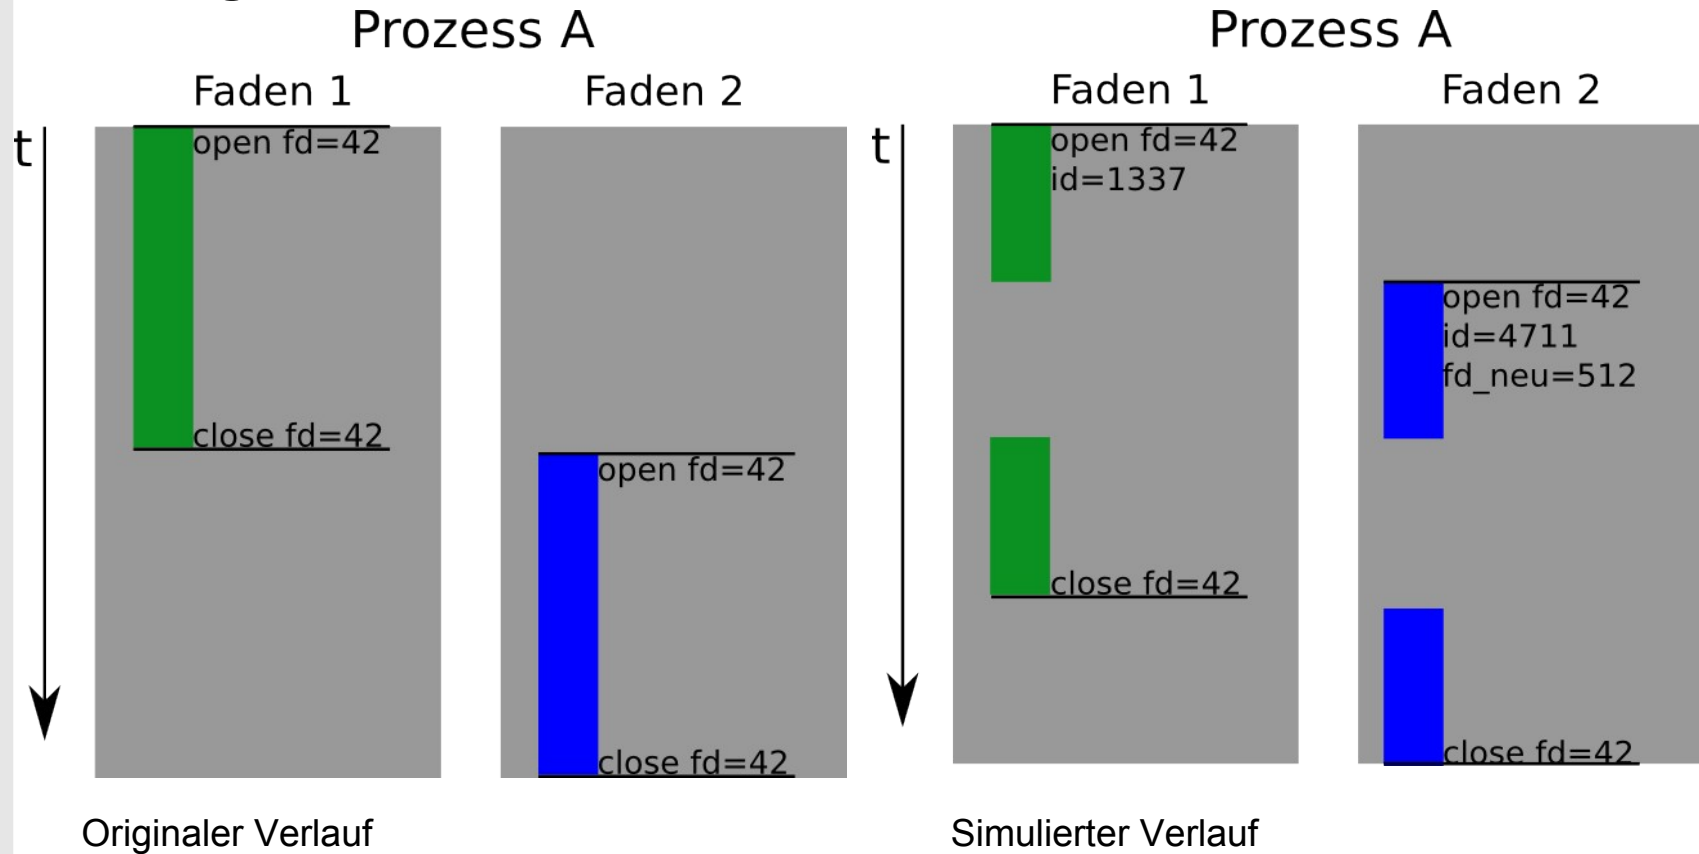 Prozess A
Faden 1
Faden 2
t
open fd=42
close fd=42
open fd=42
close fd=42
Originaler Verlauf
Prozess A
Faden 1
Faden 2
t
open fd=42
id=1337
open fd=42
id=4711
fd_neu=512
close fd=42
close fd=42
Simulierter Verlauf